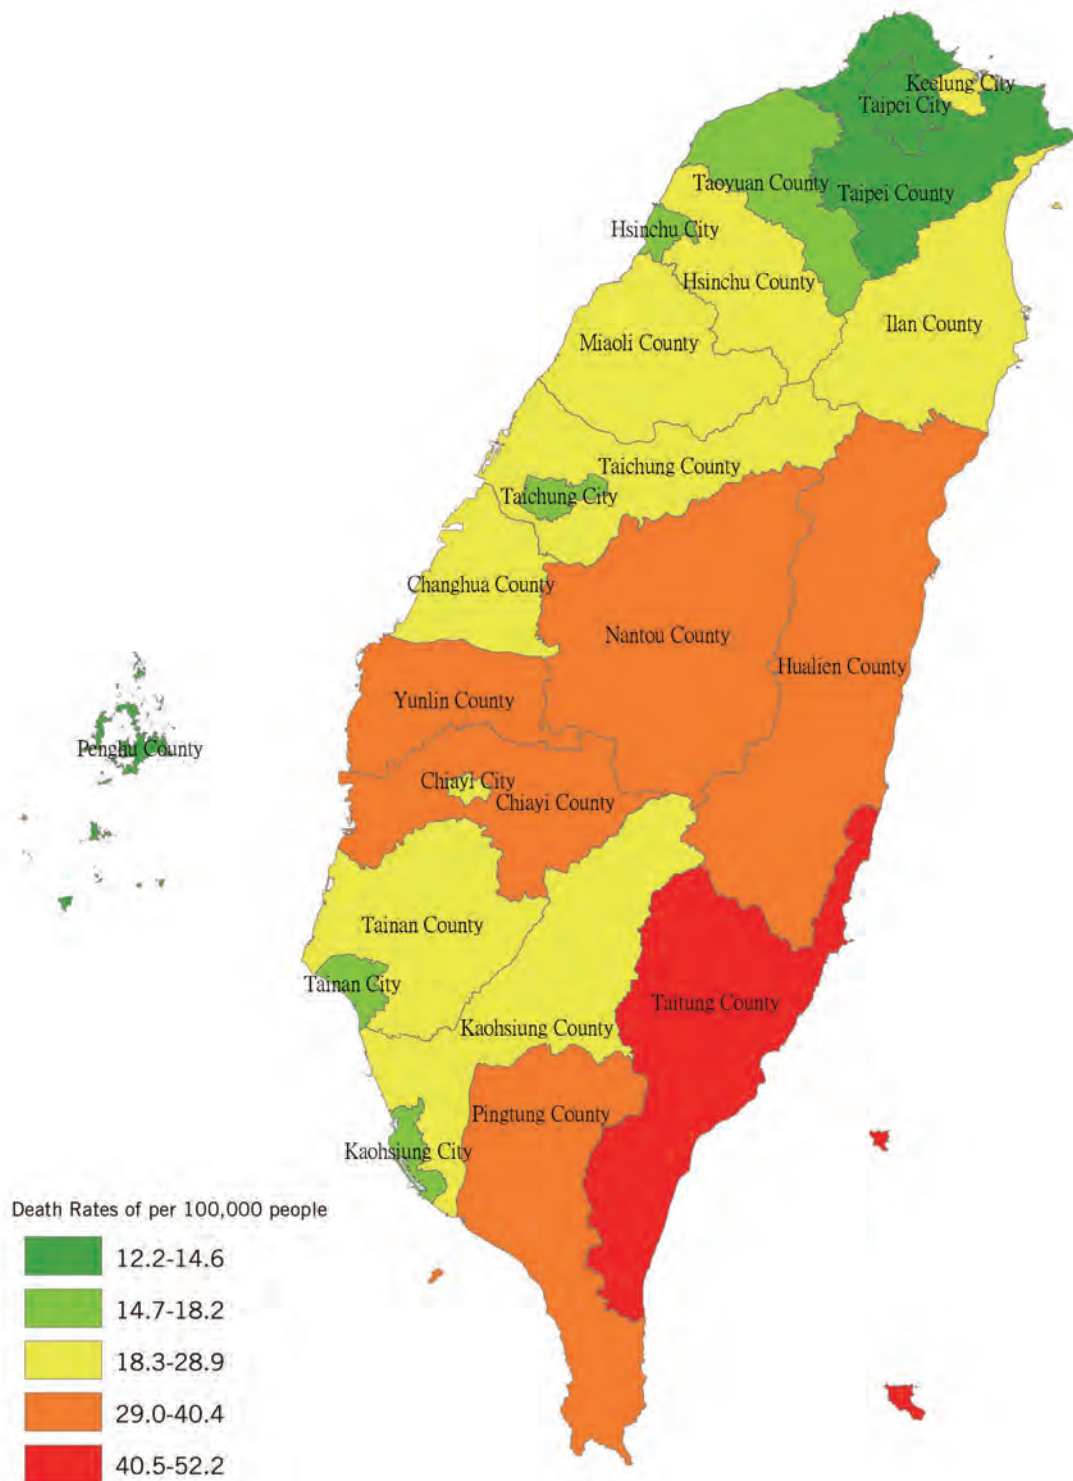 Keelung City
Taipei City
Taoyuan County
Taipei County
Hsinchu City
Hsinchu County
Ilan County
Miaoli County
Taichung County
Taichung City
Changhua County
Nantou County
Hualien County
Yunlin County
Penghu County
Chiayi City
Chiayi County
Tainan County
Tainan City
Taitung County
Kaohsiung County
Pingtung County
Kaohsiung City
Death Rates of per 100,000 people
12.2-14.6
14.7-18.2
18.3-28.9
29.0-40.4
40.5-52.2